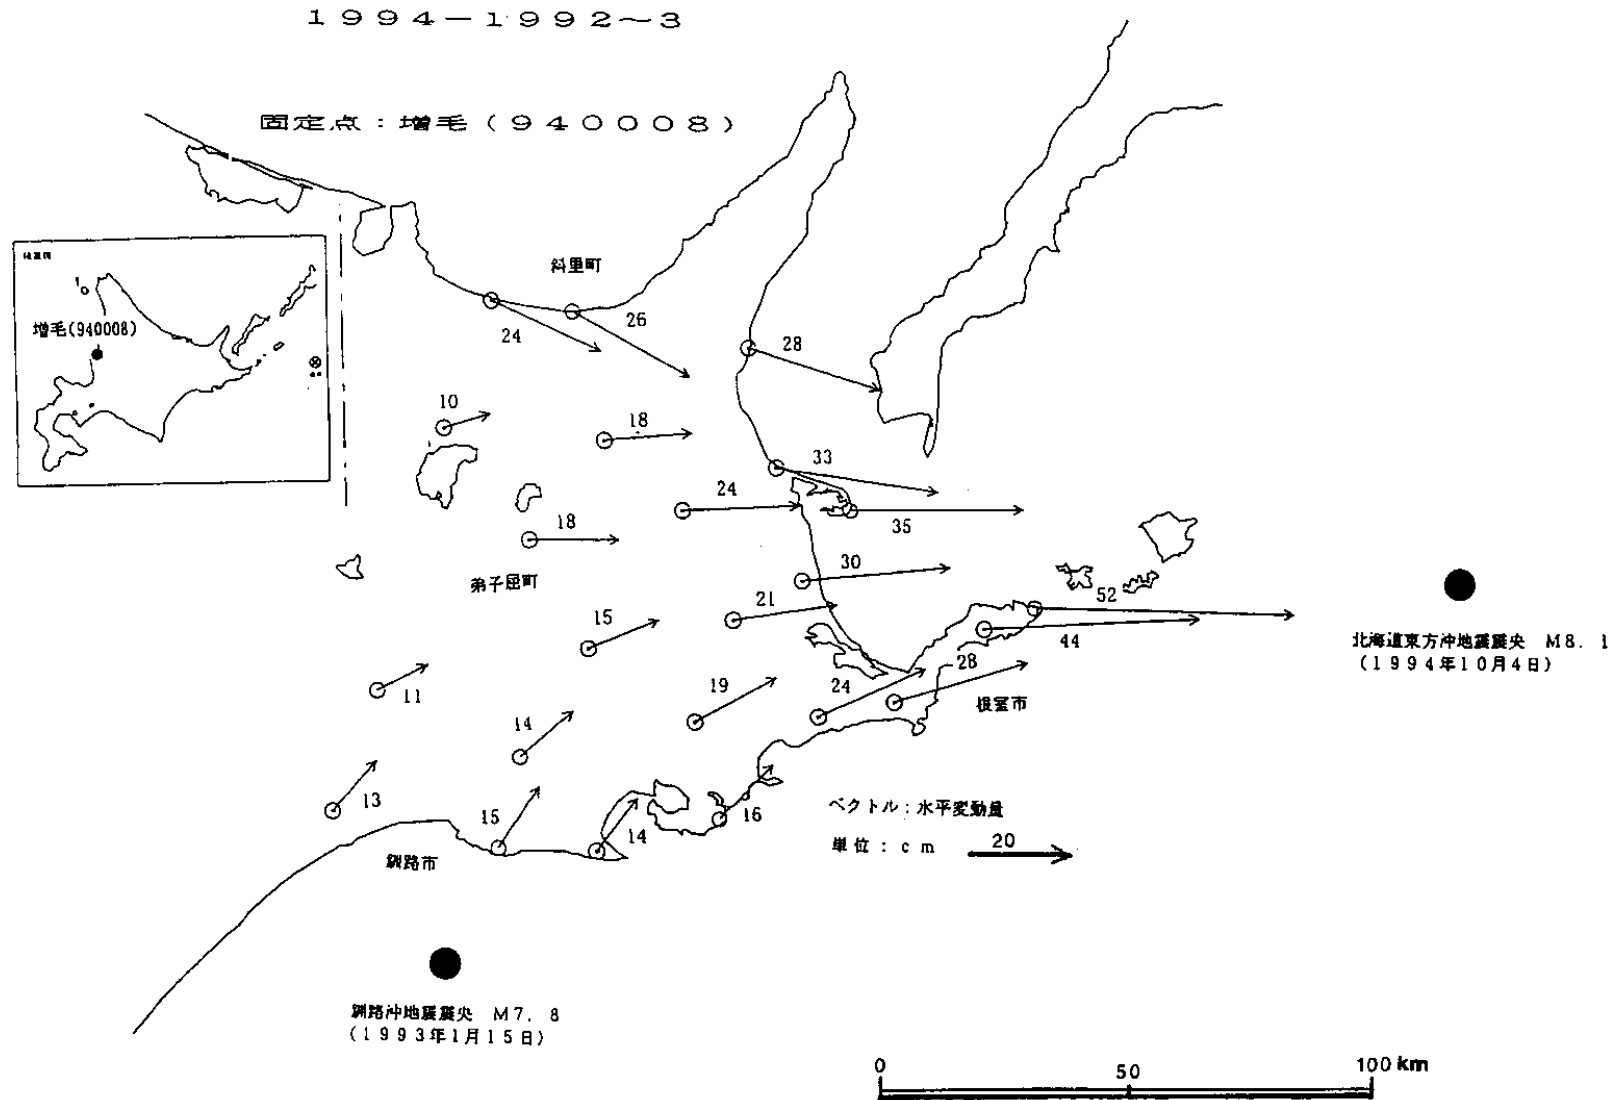 1994-1992~3
固定点:増毛(940008)
増毛(940008)
斜里町
24
26
28
10
18
33
24
35
18
弟子屈町
30
52
21
44
15
北海道東方沖地震震央 M8.1
(1994年10月4日)
28
11
19
24
根室市
14
13
15
14
16
ベクトル:水平変動量
単位:cm
20
釧路市
釧路沖地震震央 M7.8
(1993年1月15日)
0
50
100 km